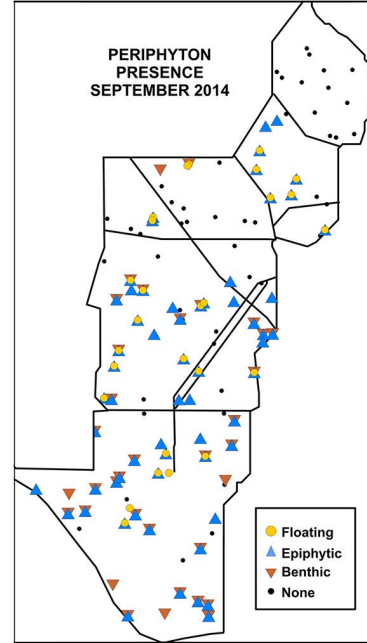 PERIPHYTON
PRESENCE
SEPTEMBER 2014
Floating
Epiphytic
Benthic
None